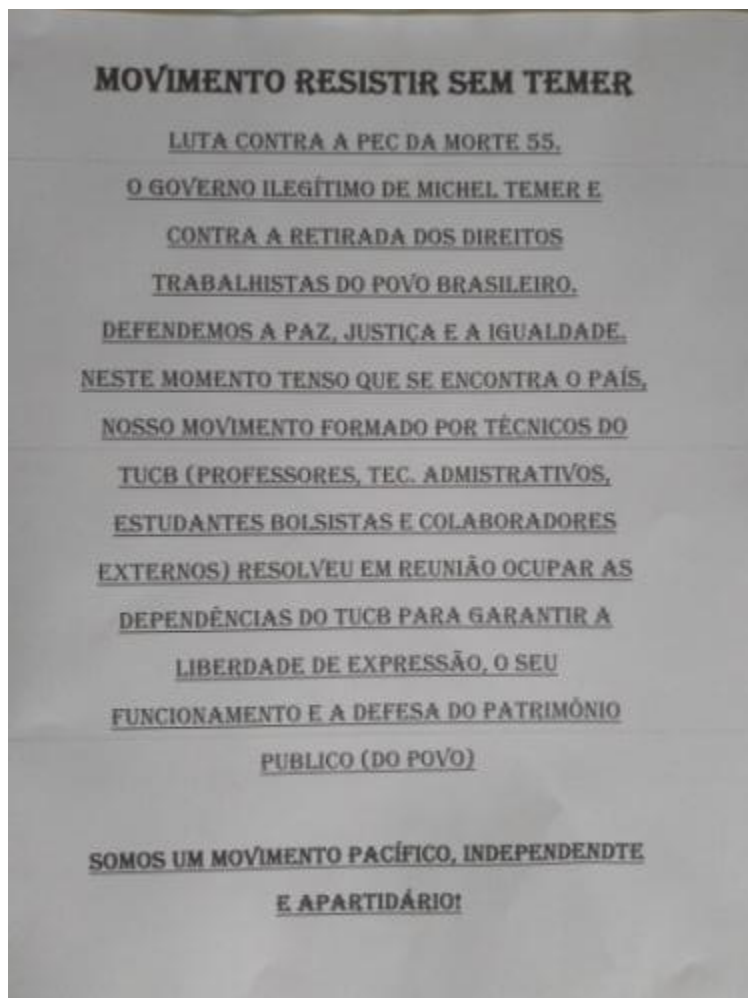 MOVIMENTO RESISTIR SEM TEMER
LUTA CONTRA A PEC DA MORTE 55.
O GOVERNO ILEGÍTIMO DE MICHEL TEMER E
CONTRA A RETIRADA DOS DIREITOS
TRABALHISTAS DO POVO BRASILEIRO.
DEFENDEMOS A PAZ, JUSTIÇA E A IGUALDADE.
NESTE MOMENTO TENSO QUE SE ENCONTRA O PAÍS,
NOSSO MOVIMENTO FORMADO POR TÉCNICOS DO
TUCB (PROFESSORES, TEC. ADMISTRATIVOS,
ESTUDANTES BOLSISTAS E COLABORADORES
EXTERNOS) RESOLVEU EM REUNIÃO OCUPAR AS
DEPENDÊNCIAS DO TUCB PARA GARANTIR A
LIBERDADE DE EXPRESSÃO, O SEU
FUNCIONAMENTO E A DEFESA DO PATRIMÔNIO
PUBLICO (DO POVO)
SOMOS UM MOVIMENTO PACÍFICO, INDEPENDENDTE
E APARTIDÁRIO!